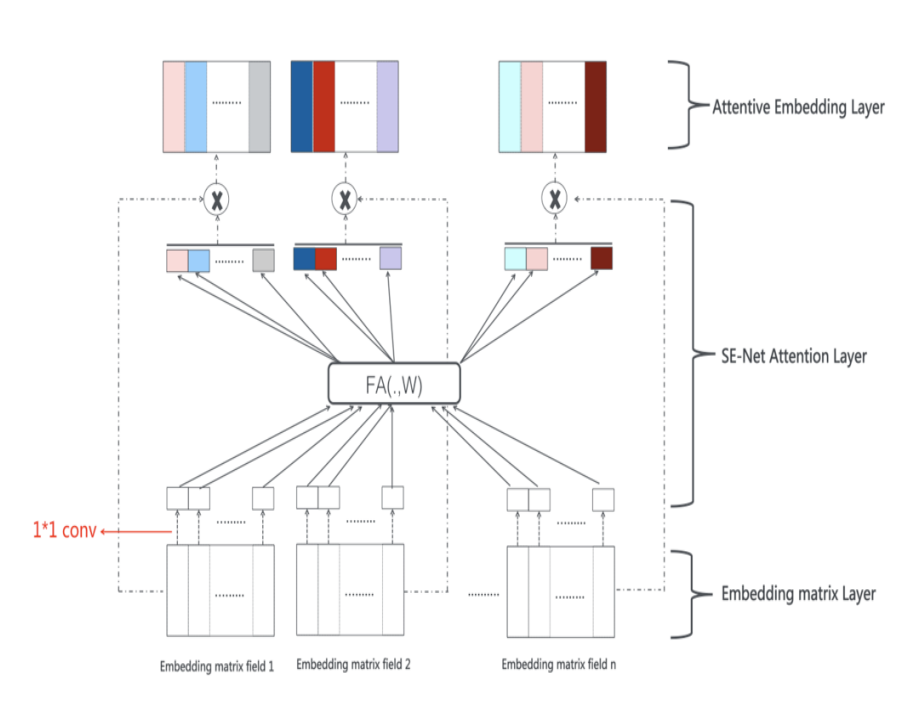 Attentive Embedding Layer
X
X
X
SE-Net Attention Layer
FA(.,W)
1*1 conv
Embedding matrix Layer
Embedding matrix field 1
Embedding matrix field 2
Embedding matrix field n